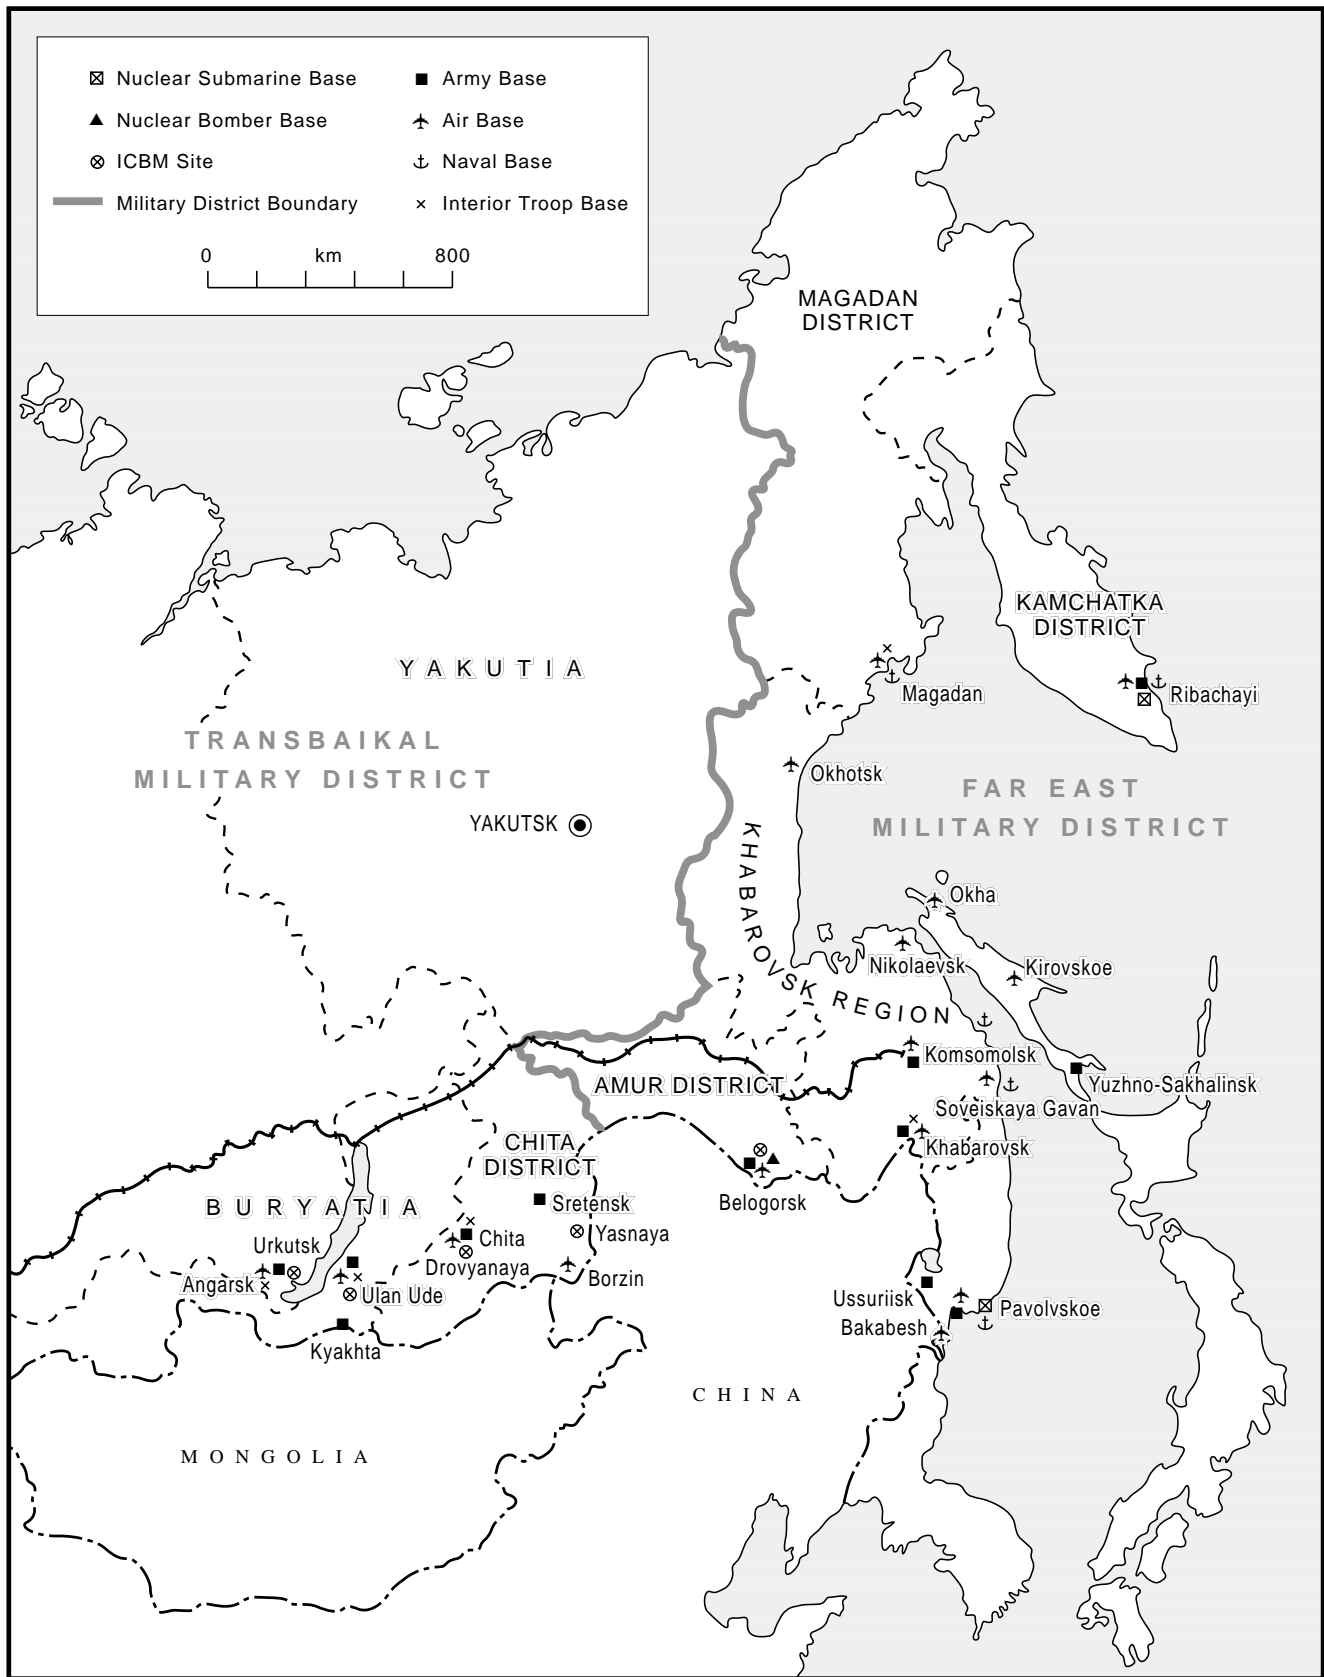 Nuclear Submarine Base
Army Base
Nuclear Bomber Base
Air Base
ICBM Site
Naval Base
Military District Boundary
Interior Troop Base
0 km 800
MAGADAN
DISTRICT
KAMCHATKA
DISTRICT
YAKUTIA
Magadan
Ribachayi
TRANSBAIKAL
MILITARY DISTRICT
Okhotsk
FAR EAST
MILITARY DISTRICT
YAKUTSK
KHABAROVSK REGION
Okha
Nikolaevsk
Kirovskoe
Komsomolsk
AMUR DISTRICT
Yuzhno-Sakhalinsk
Soveiskaya Gavan
CHITA
DISTRICT
Khabarovsk
BURYATIA
Sretensk
Belogorsk
Urkutsk
Chita
Yasnaya
Drovyanaya
Angarsk
Ulan Ude
Borzin
Ussuriisk
Pavolvskoe
Bakabesh
Kyakhta
CHINA
MONGOLIA